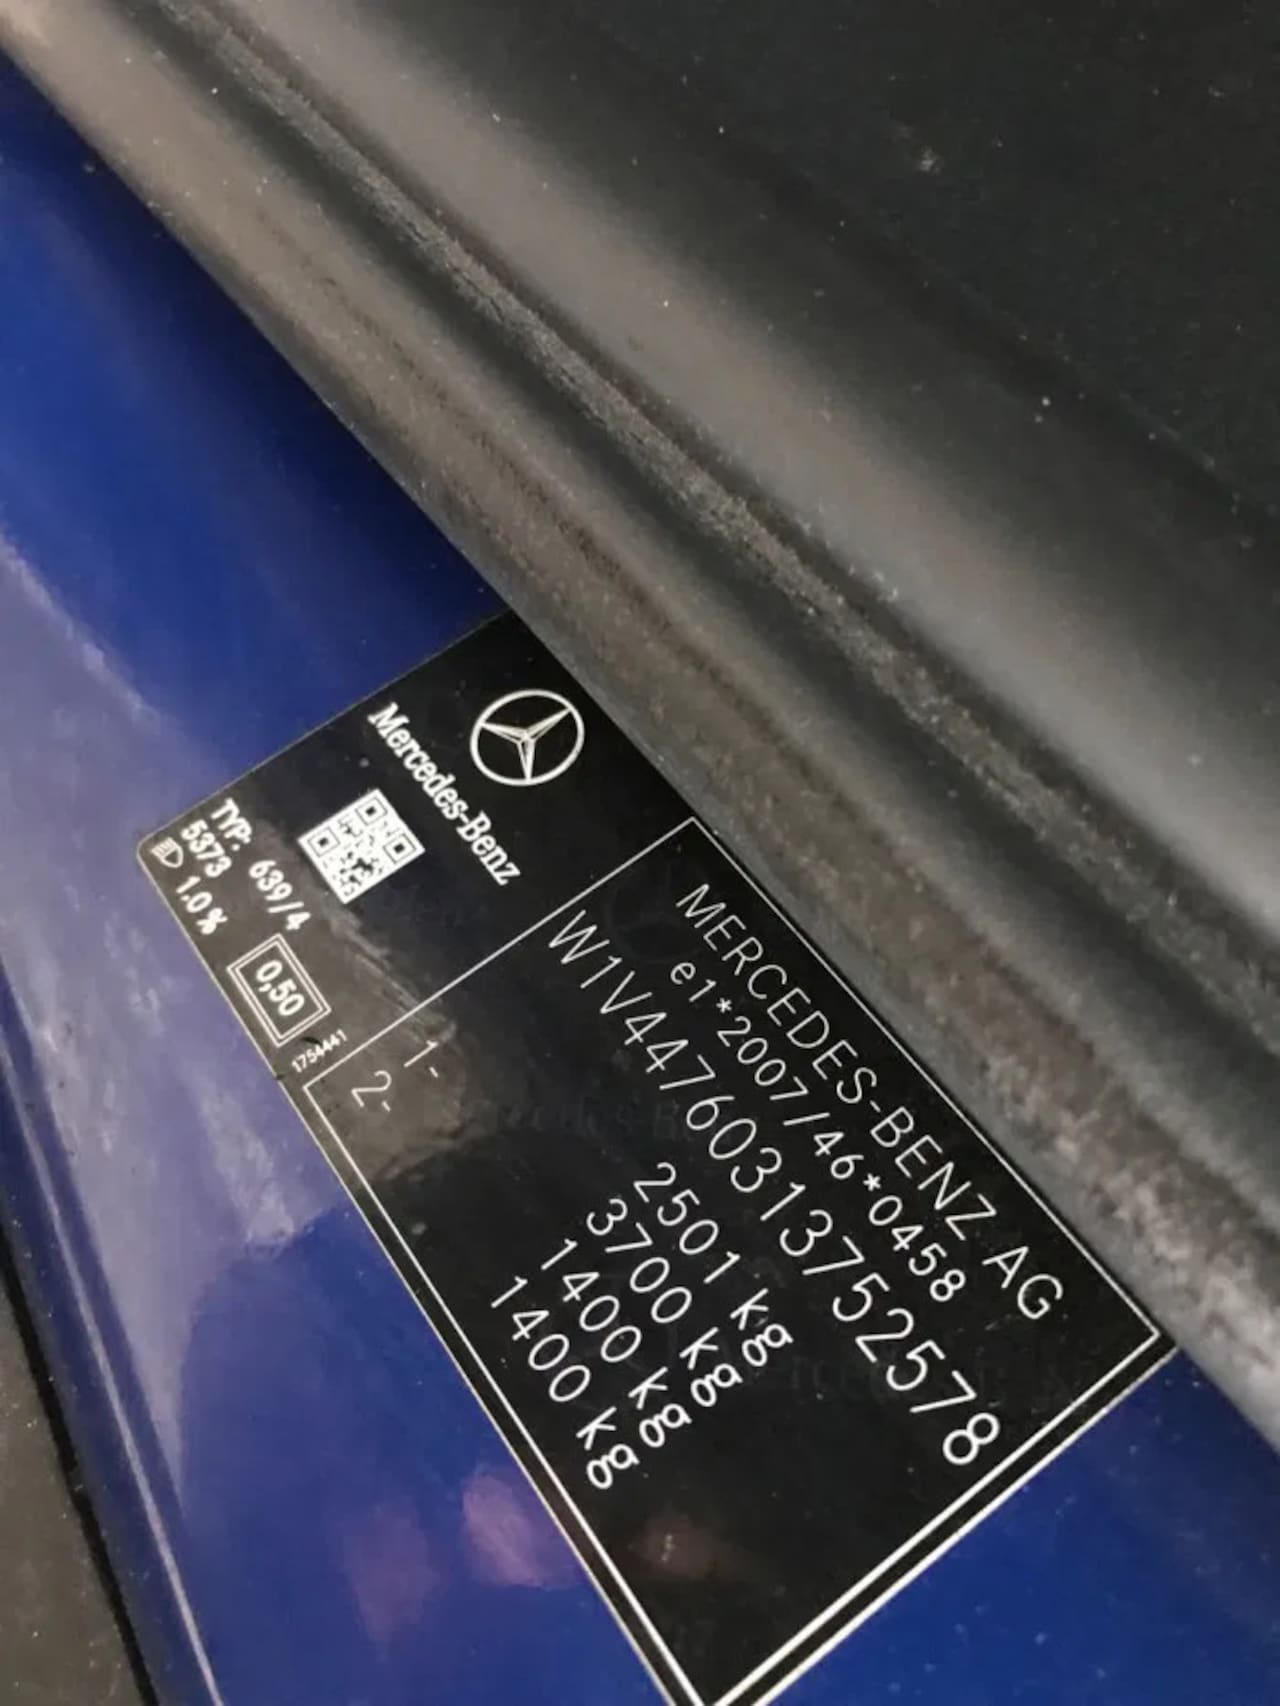 MERCEDES-BENZ AG
e1*2007/46*0458
W1V44760313752578
2501 kg
3700 kg
1- 1400 kg
2- 1400 kg
Mercedes-Benz
TYP: 639/4
5373
1.0%
0,50
1754441